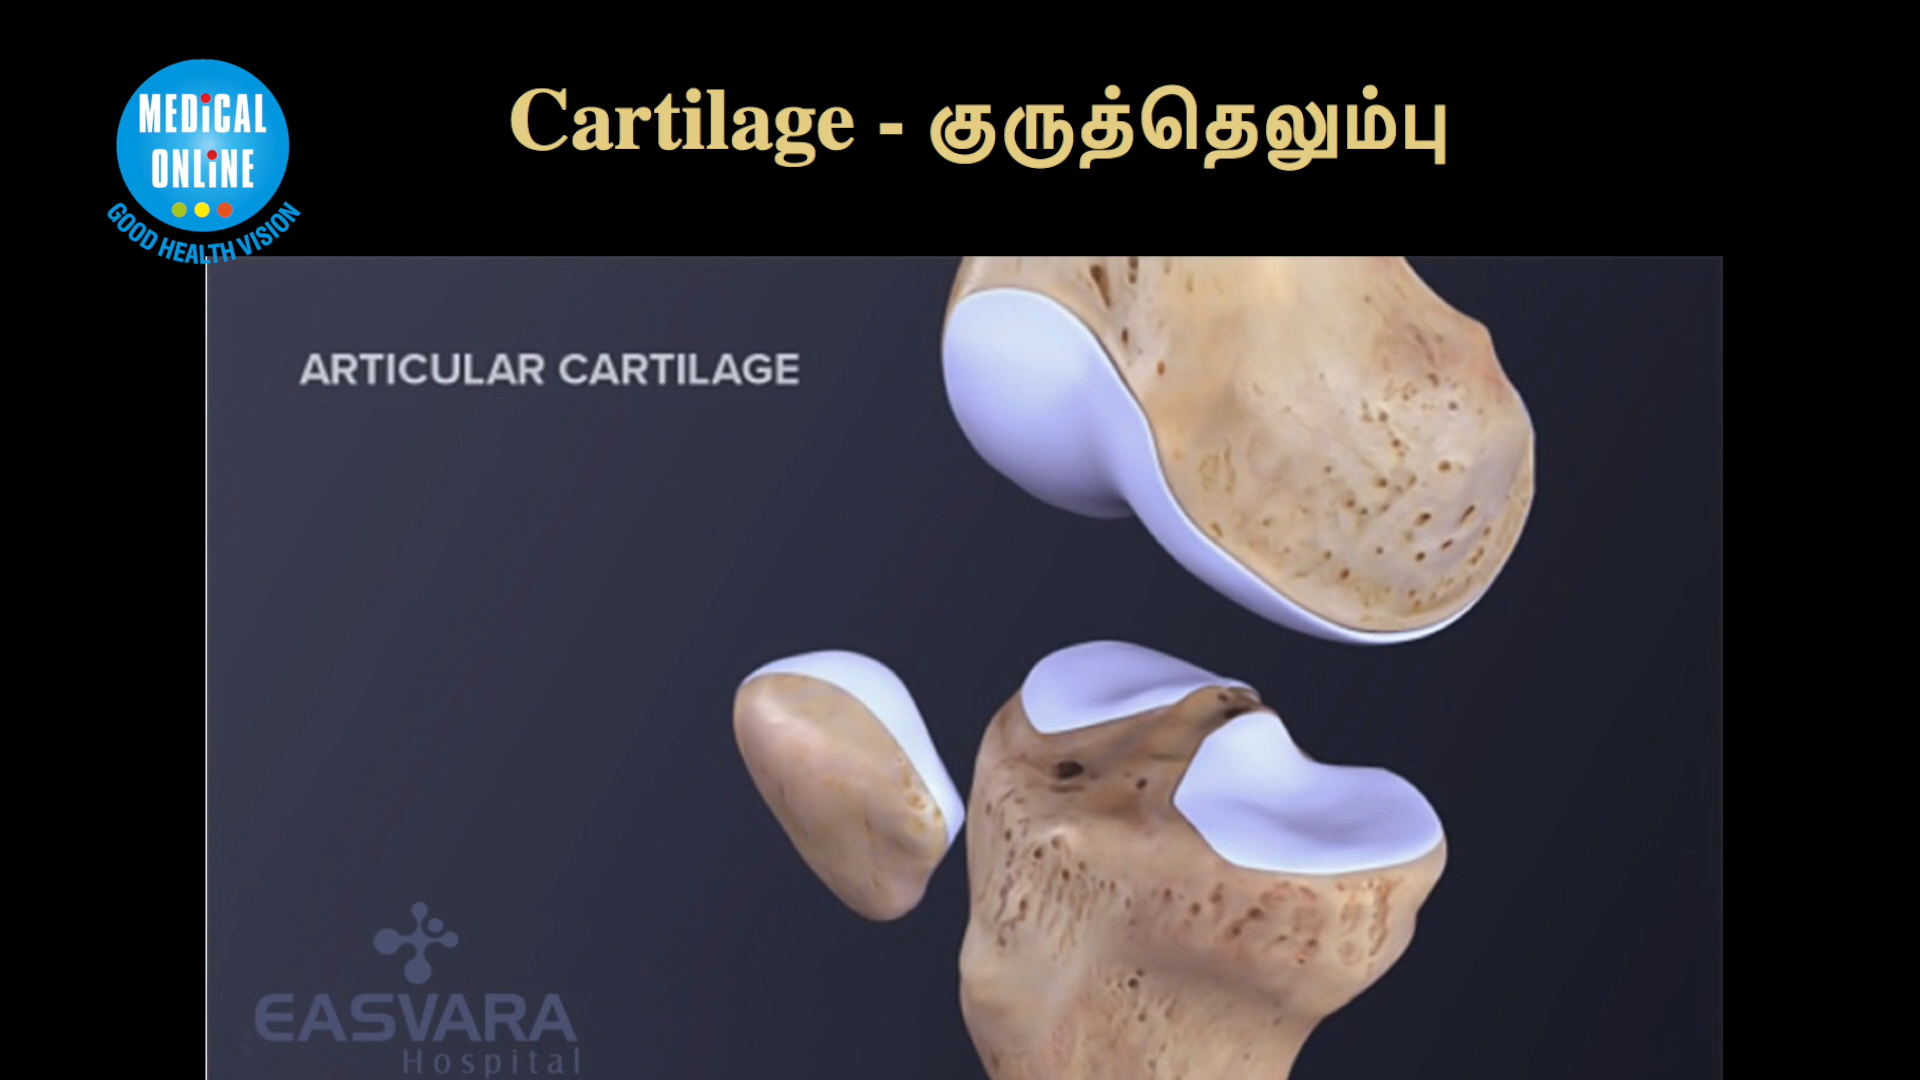 MEDiCAL
ONLiNE
GOOD HEALTH VISION
Cartilage - குருத்தெலும்பு
ARTICULAR CARTILAGE
EASVARA
Hospital